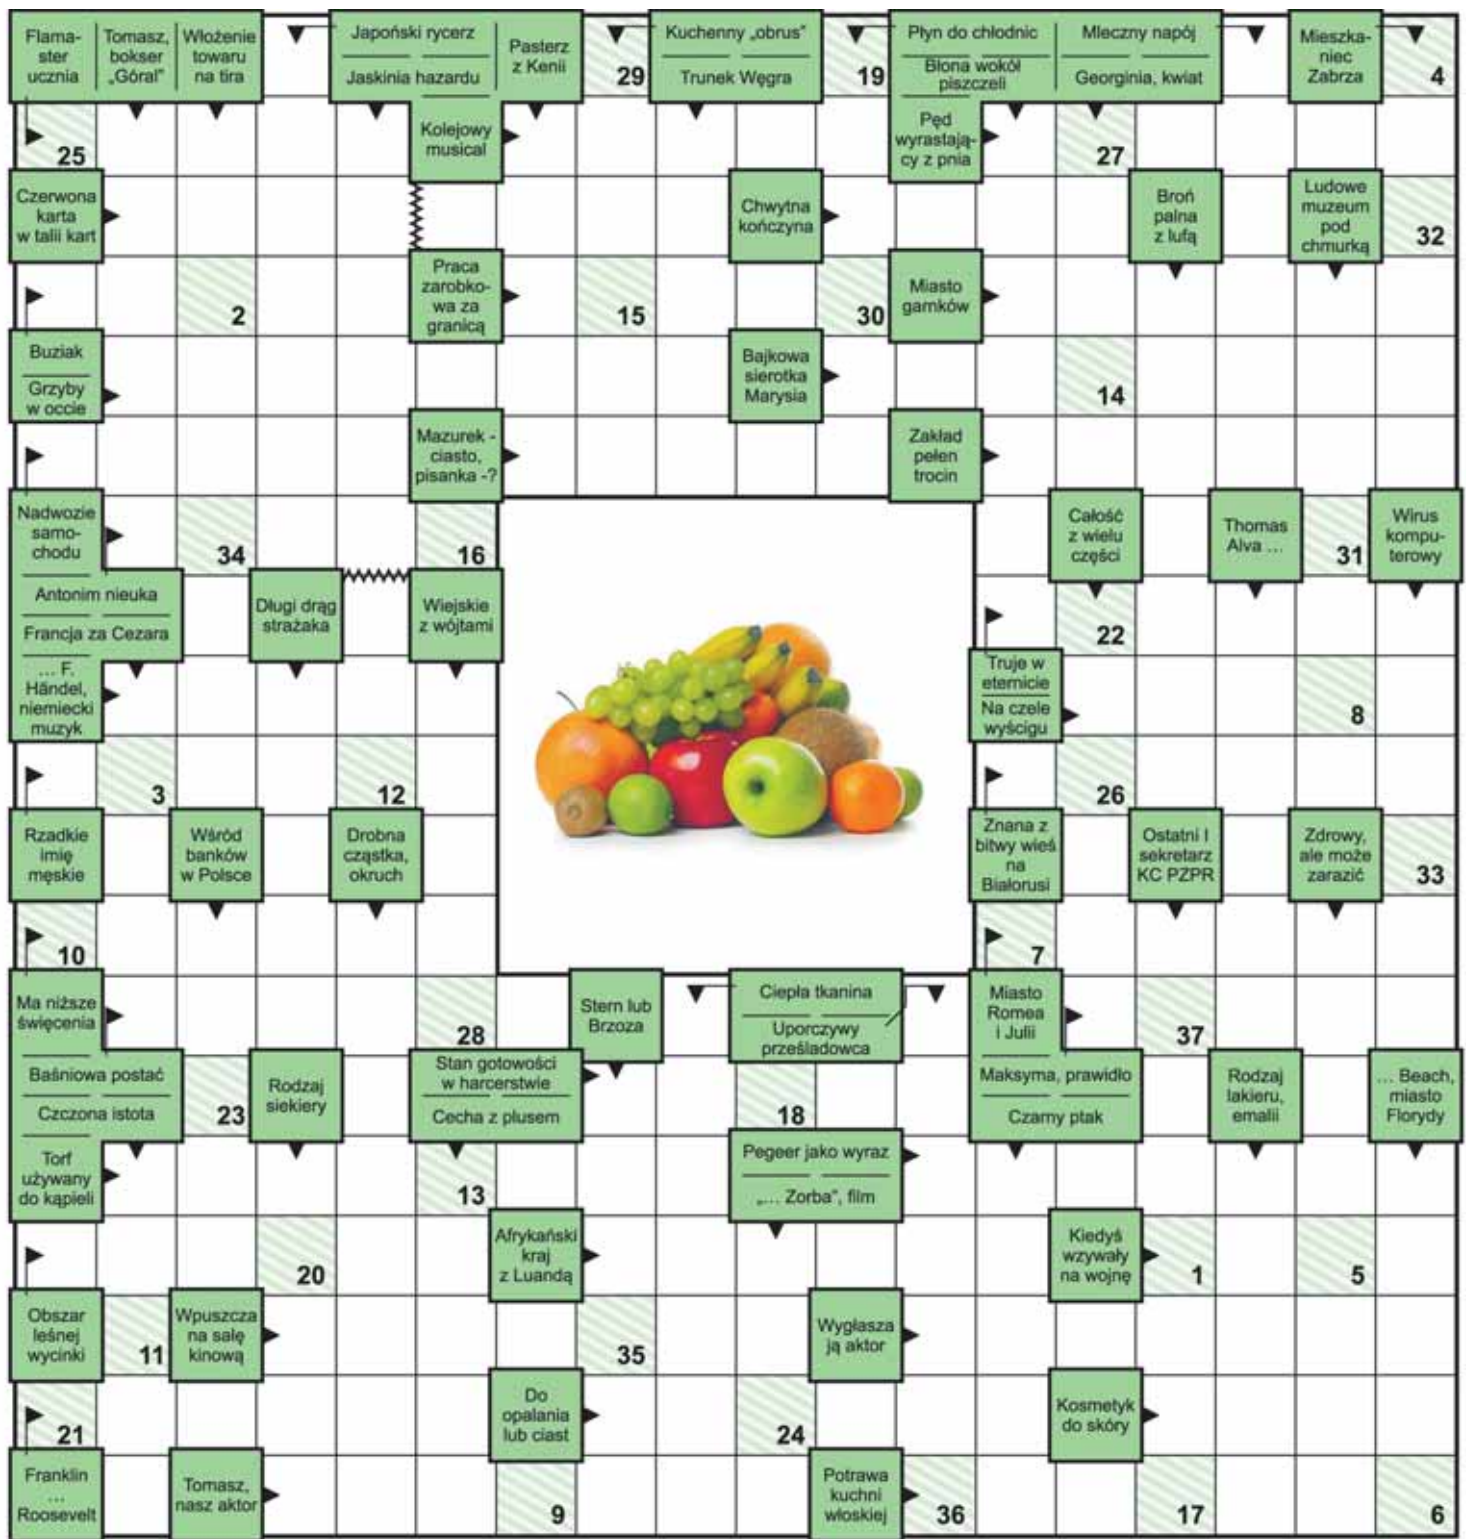 Flama-
ster
ucznia
Tomasz,
bokser
„Góral”
Włożenie
towaru
na tira
Japoński rycerz
Jaskinia hazardu
Pasterz
z Kenii
29
Kuchenny „obrus”
Trunek Węgra
19
Płyn do chłodnic
Błona wokół
piszczeli
Mleczny napój
Georginia, kwiat
Mieszka-
niec
Zabrza
4
25
Kolejowy
musical
Pęd
wyrastają-
cy z pnia
27
Czerwona
karta
w talii kart
Chwytna
kończyna
Broń
palna
z lufą
Ludowe
muzeum
pod
chmurką
32
2
Praca
zarobko-
wa za
granicą
15
30
Miasto
garnków
Buziak
Grzyby
w occie
Bajkowa
sierotka
Marysia
14
Mazurek -
ciasto,
pisanka -?
Zakład
pełen
trocin
Nadwozie
samo-
chodu
34
16
Całość
z wielu
części
Thomas
Alva ...
31
Wirus
kompu-
terowy
Antonim nieuka
Francja za Cezara
Długi drąg
strażaka
Wiejskie
z wójtami
22
... F.
Händel,
niemiecki
muzyk
Truje w
eternicie
Na czele
wyścigu
8
3
12
26
Rzadkie
imię
męskie
Wśród
banków
w Polsce
Drobna
cząstka,
okruch
Znana z
bitwy wieś
na
Białorusi
Ostatni I
sekretarz
KC PZPR
Zdrowy,
ale może
zarazić
33
10
7
Ma niższe
święcenia
28
Stern lub
Brzoza
Ciepła tkanina
Uporczywy
prześladowca
Miasto
Romea
i Julii
37
Baśniowa postać
Czczona istota
23
Rodzaj
siekiery
Stan gotowości
w harcerstwie
Cecha z plusem
18
Maksyma, prawidło
Czarny ptak
Rodzaj
lakieru,
emalii
... Beach,
miasto
Florydy
Torf
używany
do kąpieli
13
Pegeer jako wyraz
„... Zorba”, film
20
Afrykański
kraj
z Luandą
Kiedyś
wzywały
na wojnę
1
5
Obszar
leśnej
wycinki
11
Wpuszcza
na salę
kinową
35
Wygłasza
ją aktor
21
Do
opalania
lub ciast
24
Kosmetyk
do skóry
Franklin
...
Roosevelt
Tomasz,
nasz aktor
9
Potrawa
kuchni
włoskiej
36
17
6